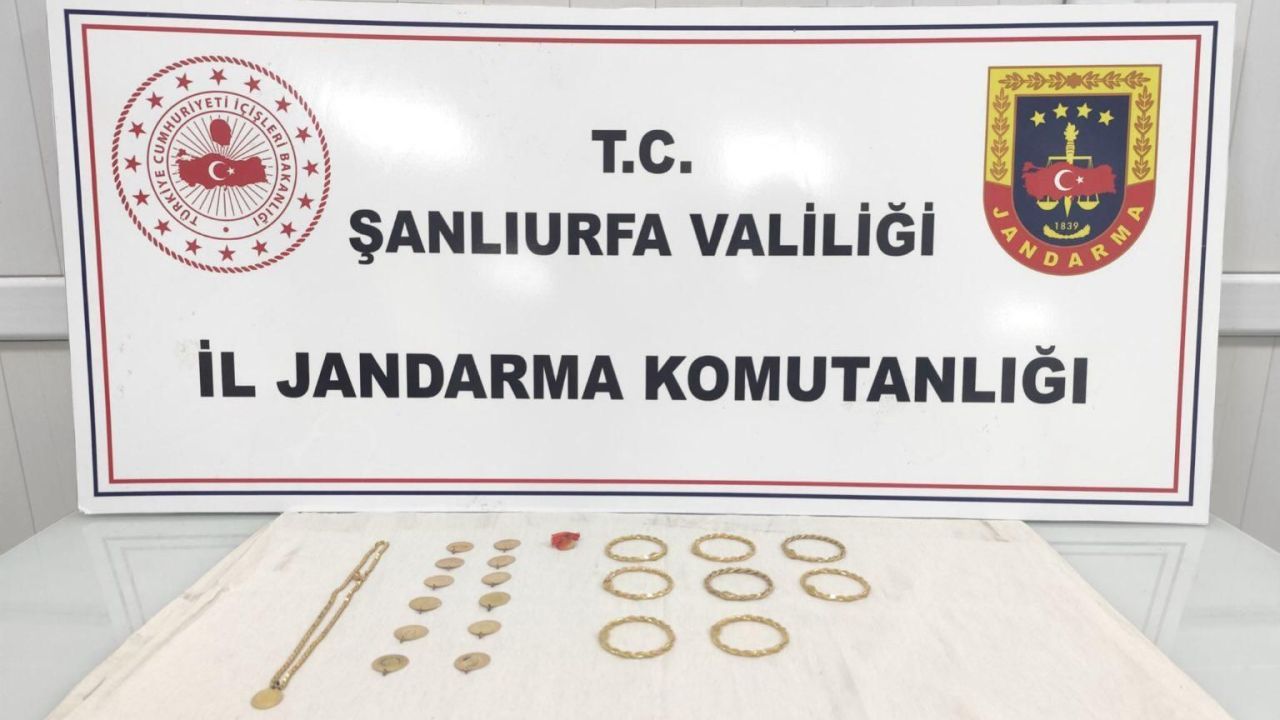 TÜRKİYE CUMHURİYETİ İÇİŞLERİ BAKANLIĞI
T.C.
ŞANLIURFA VALİLİĞİ
İL JANDARMA KOMUTANLIĞI
1839
JANDARMA